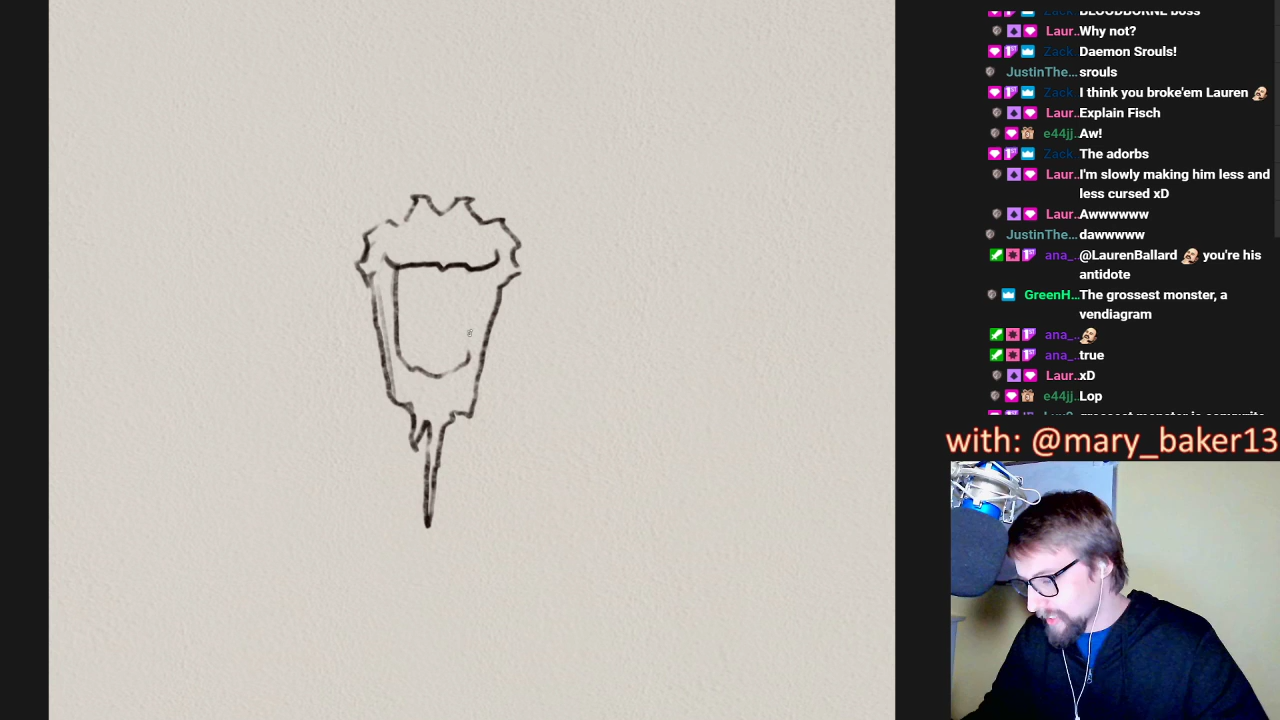 Zack: BLOODBORNE boss
Laur..Why not?
Zack: Daemon Srouls!
JustinThe... srouls
Zack: I think you broke'em Lauren
Laur..Explain Fisch
e44jj..Aw!
Zack: The adorbs
Laur..I'm slowly making him less and
less cursed xD
Laur..Awwwwww
JustinThe... dawwwww
ana_..@LaurenBallard you're his
antidote
GreenH...The grossest monster, a
vendiagram
ana_..
ana_..true
Laur..xD
e44jj..Lop
with: @mary_baker13